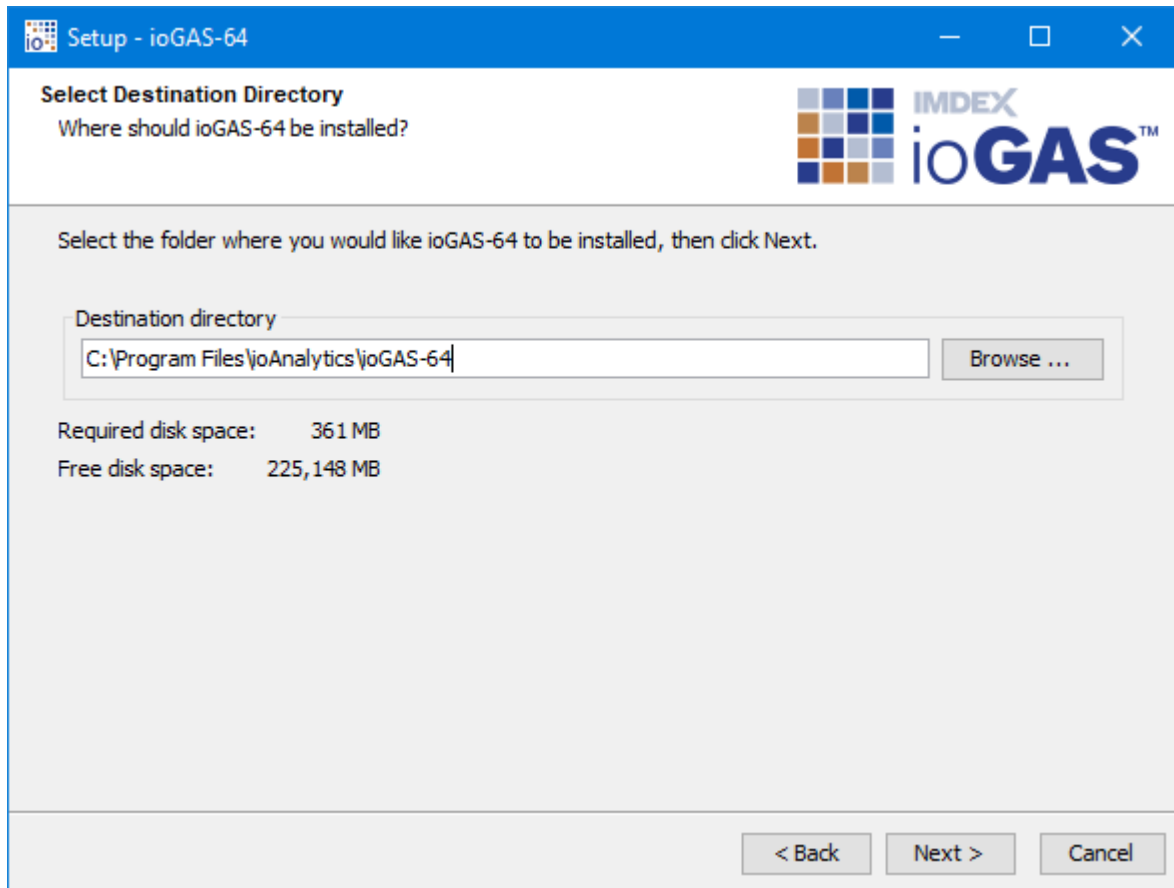 io
Setup - ioGAS-64
Select Destination Directory
Where should ioGAS-64 be installed?
IMDEX
ioGAS™
Select the folder where you would like ioGAS-64 to be installed, then click Next.
Destination directory
C:\Program Files\ioAnalytics\ioGAS-64
Browse ...
Required disk space: 361 MB
Free disk space: 225,148 MB
< Back Next > Cancel